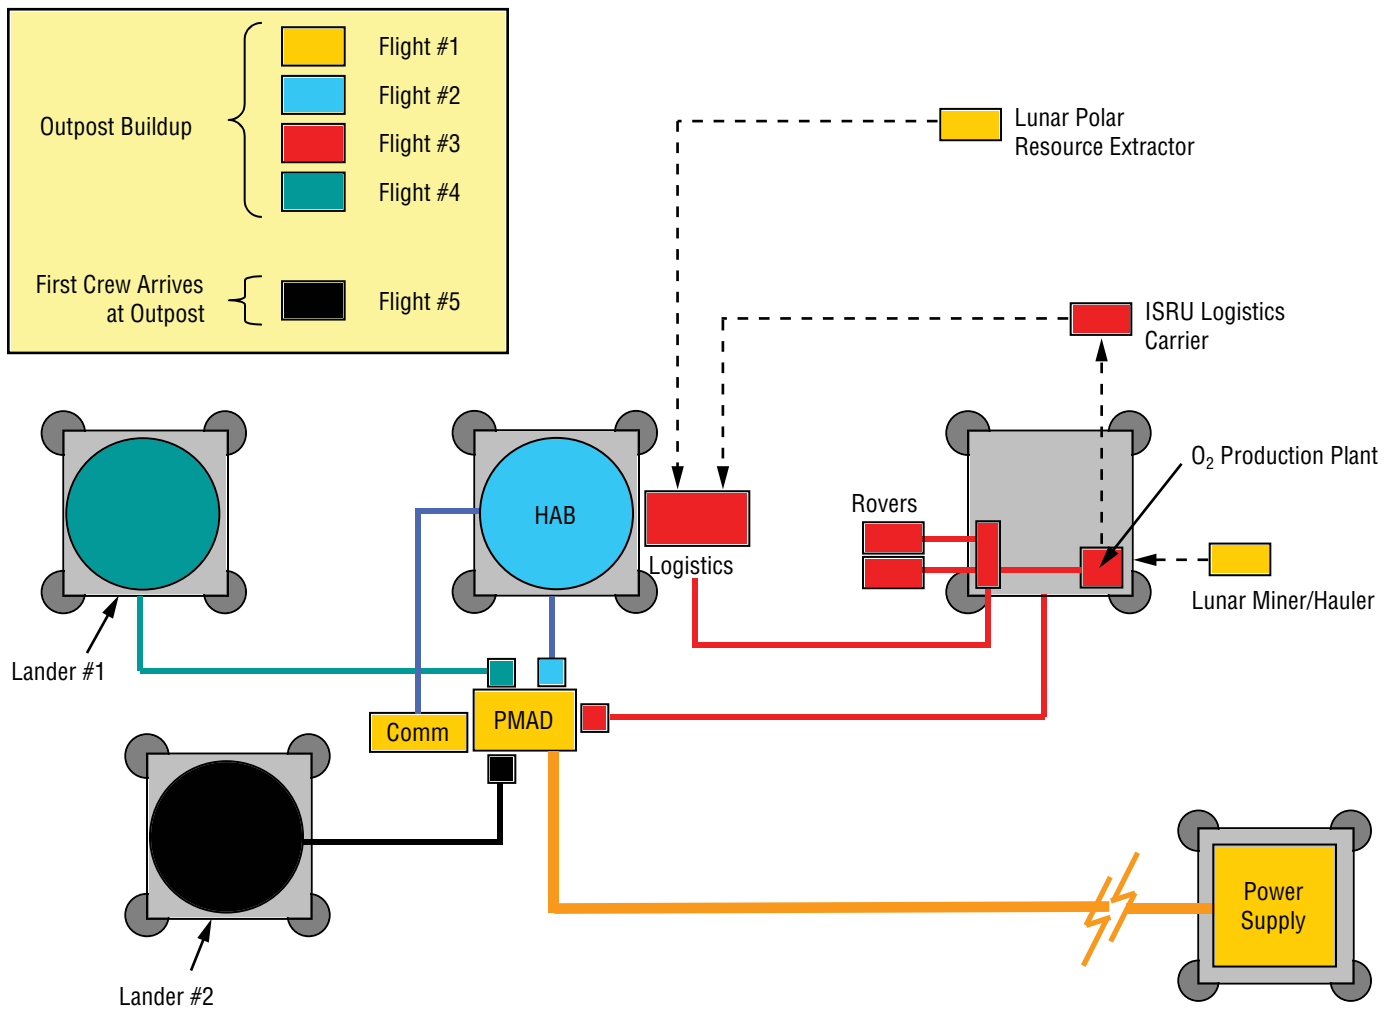 Flight #1
Flight #2
Outpost Buildup
Flight #3
Flight #4
First Crew Arrives
at Outpost
Flight #5
Lunar Polar
Resource Extractor
ISRU Logistics
Carrier
O₂ Production Plant
Rovers
HAB
Logistics
Lunar Miner/Hauler
Lander #1
PMAD
Comm
Power
Supply
Lander #2